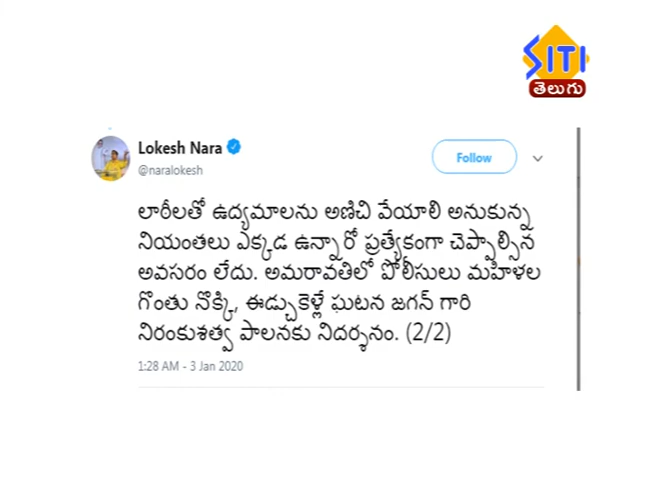 SITI
తెలుగు
Lokesh Nara
@naralokesh
Follow
లాఠీలతో ఉద్యమాలను అణిచి వేయాలి అనుకున్న
నియంతలు ఎక్కడ ఉన్నారో ప్రత్యేకంగా చెప్పాల్సిన
అవసరం లేదు. అమరావతిలో పోలీసులు మహిళల
గొంతు నొక్కి, ఈడ్చుకెళ్లే ఘటన జగన్ గారి
నిరంకుశత్వ పాలనకు నిదర్శనం. (2/2)
1:28 AM - 3 Jan 2020